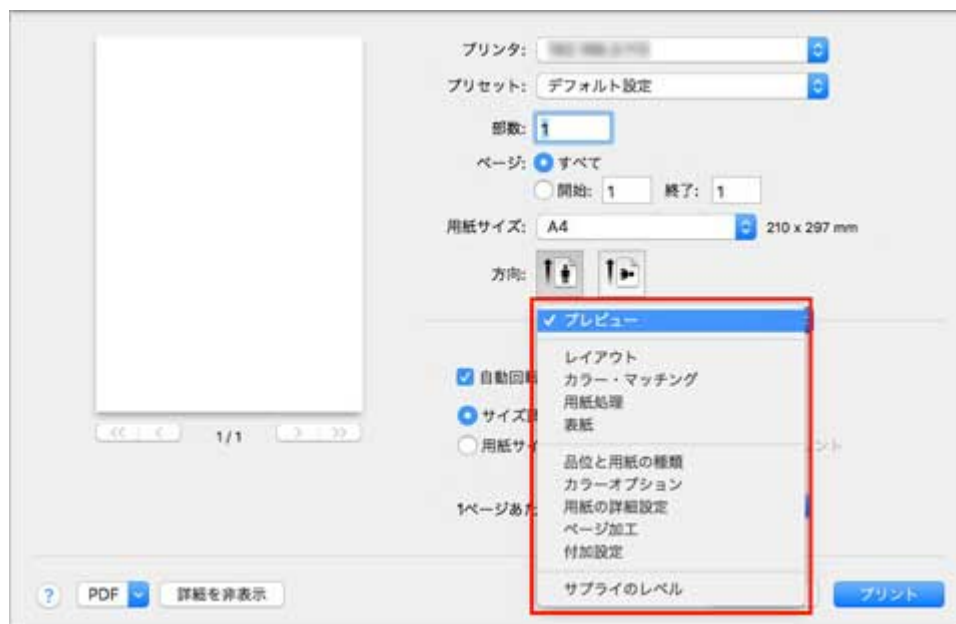 プリンタ:
プリセット: デフォルト設定
部数: 1
ページ: すべて
開始: 1 終了: 1
用紙サイズ: A4 210 x 297 mm
方向:
✓ プレビュー
レイアウト
自動回転 カラー・マッチング
用紙処理
サイズ 表紙
用紙サイ ント
品位と用紙の種類
カラーオプション
1ページあた 用紙の詳細設定
ページ加工
付加設定
サプライのレベル
<< < 1/1 > >>
? PDF 詳細を非表示 プリント